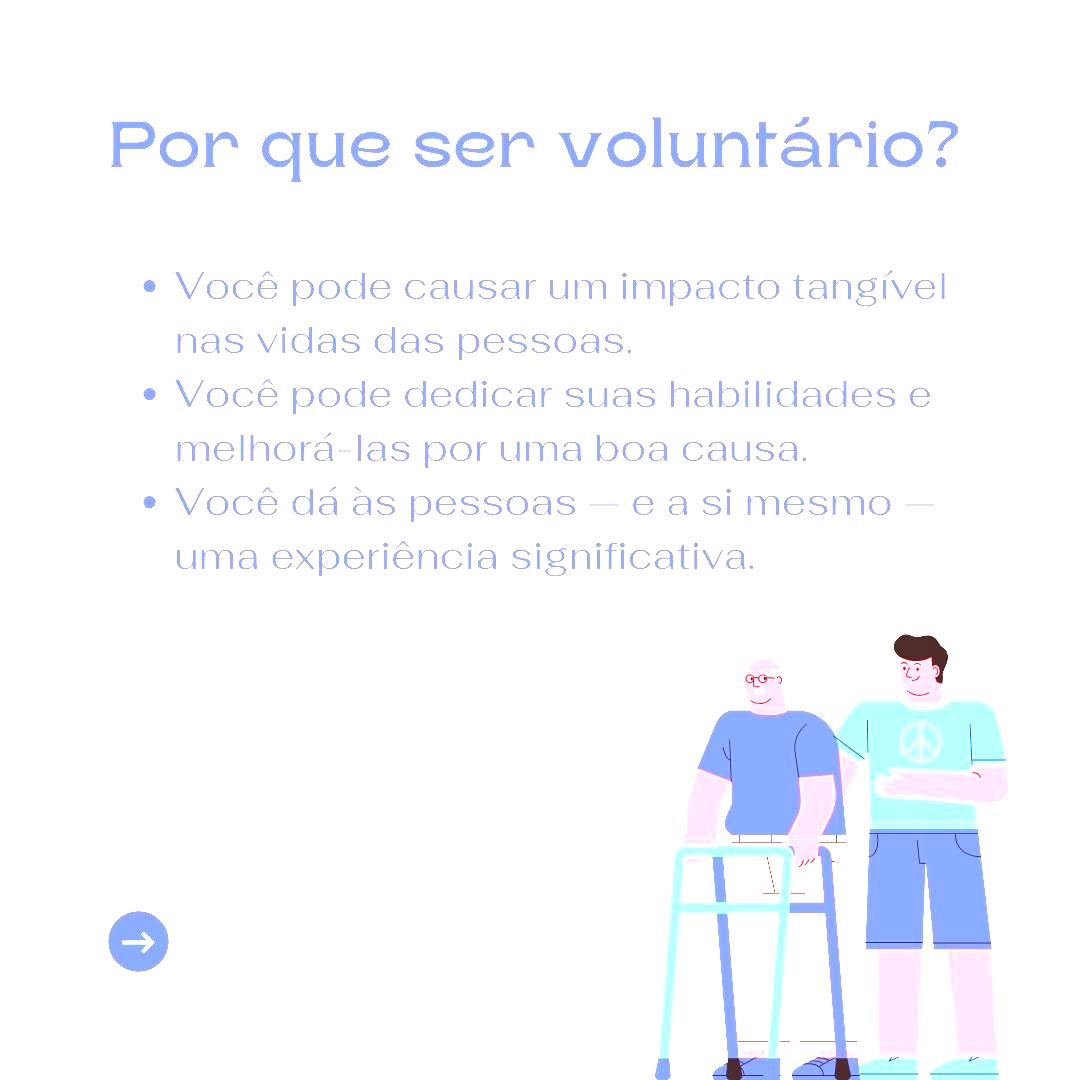 Por que ser voluntário?
• Você pode causar um impacto tangível
nas vidas das pessoas.
• Você pode dedicar suas habilidades e
melhorá-las por uma boa causa.
• Você dá às pessoas — e a si mesmo —
uma experiência significativa.